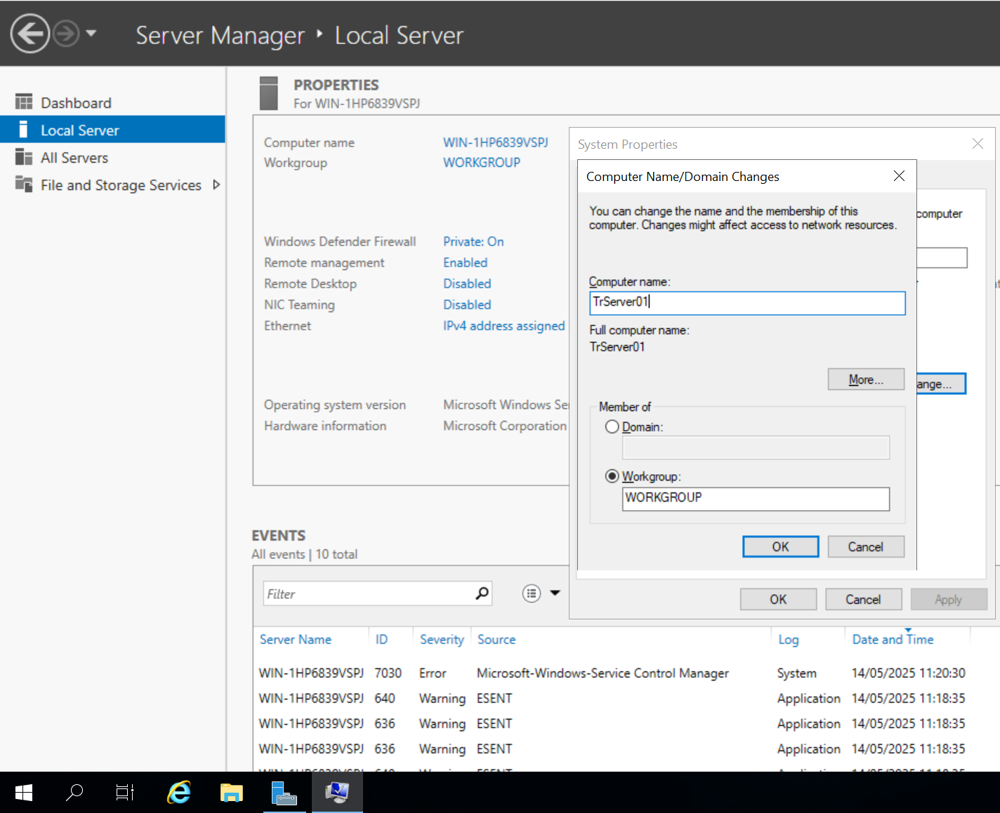 Server Manager ‣ Local Server
Dashboard
Local Server
All Servers
File and Storage Services
PROPERTIES
For WIN-1HP6839VSPJ
Computer name WIN-1HP6839VSPJ
Workgroup WORKGROUP
Windows Defender Firewall Private: On
Remote management Enabled
Remote Desktop Disabled
NIC Teaming Disabled
Ethernet IPv4 address assigned
Operating system version Microsoft Windows Se
Hardware information Microsoft Corporation
System Properties
computer
ange...
Computer Name/Domain Changes
You can change the name and the membership of this
computer. Changes might affect access to network resources.
Computer name:
TrServer01
Full computer name:
TrServer01
More...
Member of
Domain:
Workgroup:
WORKGROUP
OK Cancel
OK Cancel Apply
EVENTS
All events | 10 total
Filter
Server Name ID Severity Source Log Date and Time
WIN-1HP6839VSPJ 7030 Error Microsoft-Windows-Service Control Manager System 14/05/2025 11:20:30
WIN-1HP6839VSPJ 640 Warning ESENT Application 14/05/2025 11:18:35
WIN-1HP6839VSPJ 636 Warning ESENT Application 14/05/2025 11:18:35
WIN-1HP6839VSPJ 636 Warning ESENT Application 14/05/2025 11:18:35